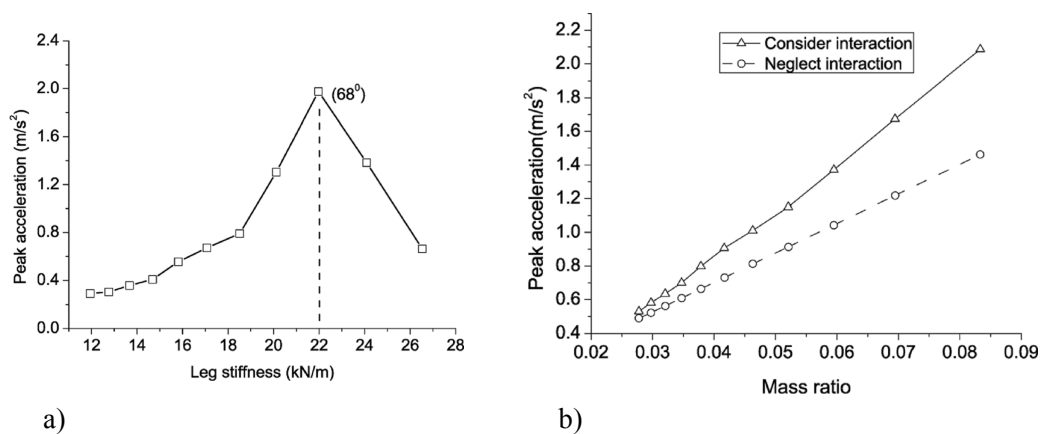 2.4
2.0
1.6
1.2
0.8
0.4
0.0
Peak acceleration (m/s²)
(68⁰)
12 14 16 18 20 22 24 26 28
Leg stiffness (kN/m)
a)
2.2
2.0
1.8
1.6
1.4
1.2
1.0
0.8
0.6
0.4
Peak acceleration(m/s²)
Consider interaction
Neglect interaction
0.02 0.03 0.04 0.05 0.06 0.07 0.08 0.09
Mass ratio
b)